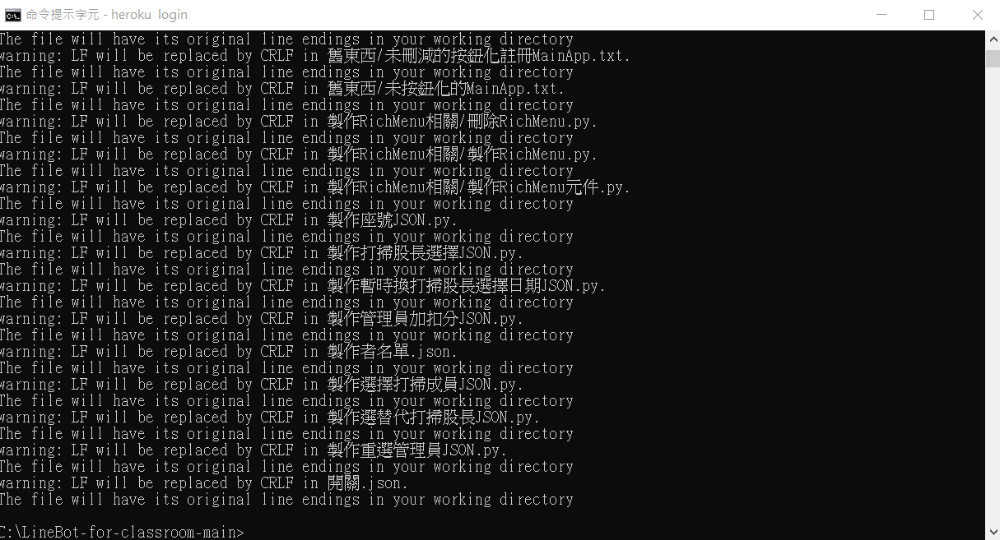 命令提示字元 - heroku  login
The file will have its original line endings in your working directory
warning: LF will be replaced by CRLF in 舊東西/未刪減的按鈕化註冊MainApp.txt.
The file will have its original line endings in your working directory
warning: LF will be replaced by CRLF in 舊東西/未按鈕化的MainApp.txt.
The file will have its original line endings in your working directory
warning: LF will be replaced by CRLF in 製作RichMenu相關/刪除RichMenu.py.
The file will have its original line endings in your working directory
warning: LF will be replaced by CRLF in 製作RichMenu相關/製作RichMenu.py.
The file will have its original line endings in your working directory
warning: LF will be replaced by CRLF in 製作RichMenu相關/製作RichMenu元件.py.
The file will have its original line endings in your working directory
warning: LF will be replaced by CRLF in 製作座號JSON.py.
The file will have its original line endings in your working directory
warning: LF will be replaced by CRLF in 製作打掃股長選擇JSON.py.
The file will have its original line endings in your working directory
warning: LF will be replaced by CRLF in 製作暫時換打掃股長選擇日期JSON.py.
The file will have its original line endings in your working directory
warning: LF will be replaced by CRLF in 製作管理員加扣分JSON.py.
The file will have its original line endings in your working directory
warning: LF will be replaced by CRLF in 製作者名單.json.
The file will have its original line endings in your working directory
warning: LF will be replaced by CRLF in 製作選擇打掃成員JSON.py.
The file will have its original line endings in your working directory
warning: LF will be replaced by CRLF in 製作選替代打掃股長JSON.py.
The file will have its original line endings in your working directory
warning: LF will be replaced by CRLF in 製作重選管理員JSON.py.
The file will have its original line endings in your working directory
warning: LF will be replaced by CRLF in 開關.json.
The file will have its original line endings in your working directory
C:\LineBot-for-classroom-main>